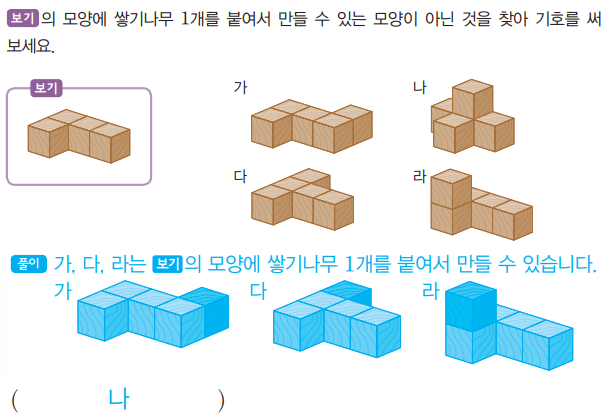 보기 의 모양에 쌓기나무 1개를 붙여서 만들 수 있는 모양이 아닌 것을 찾아 기호를 써
보세요.
보기
가
나
다
라
풀이 가, 다, 라는 보기 의 모양에 쌓기나무 1개를 붙여서 만들 수 있습니다.
가
다
라
( 나 )